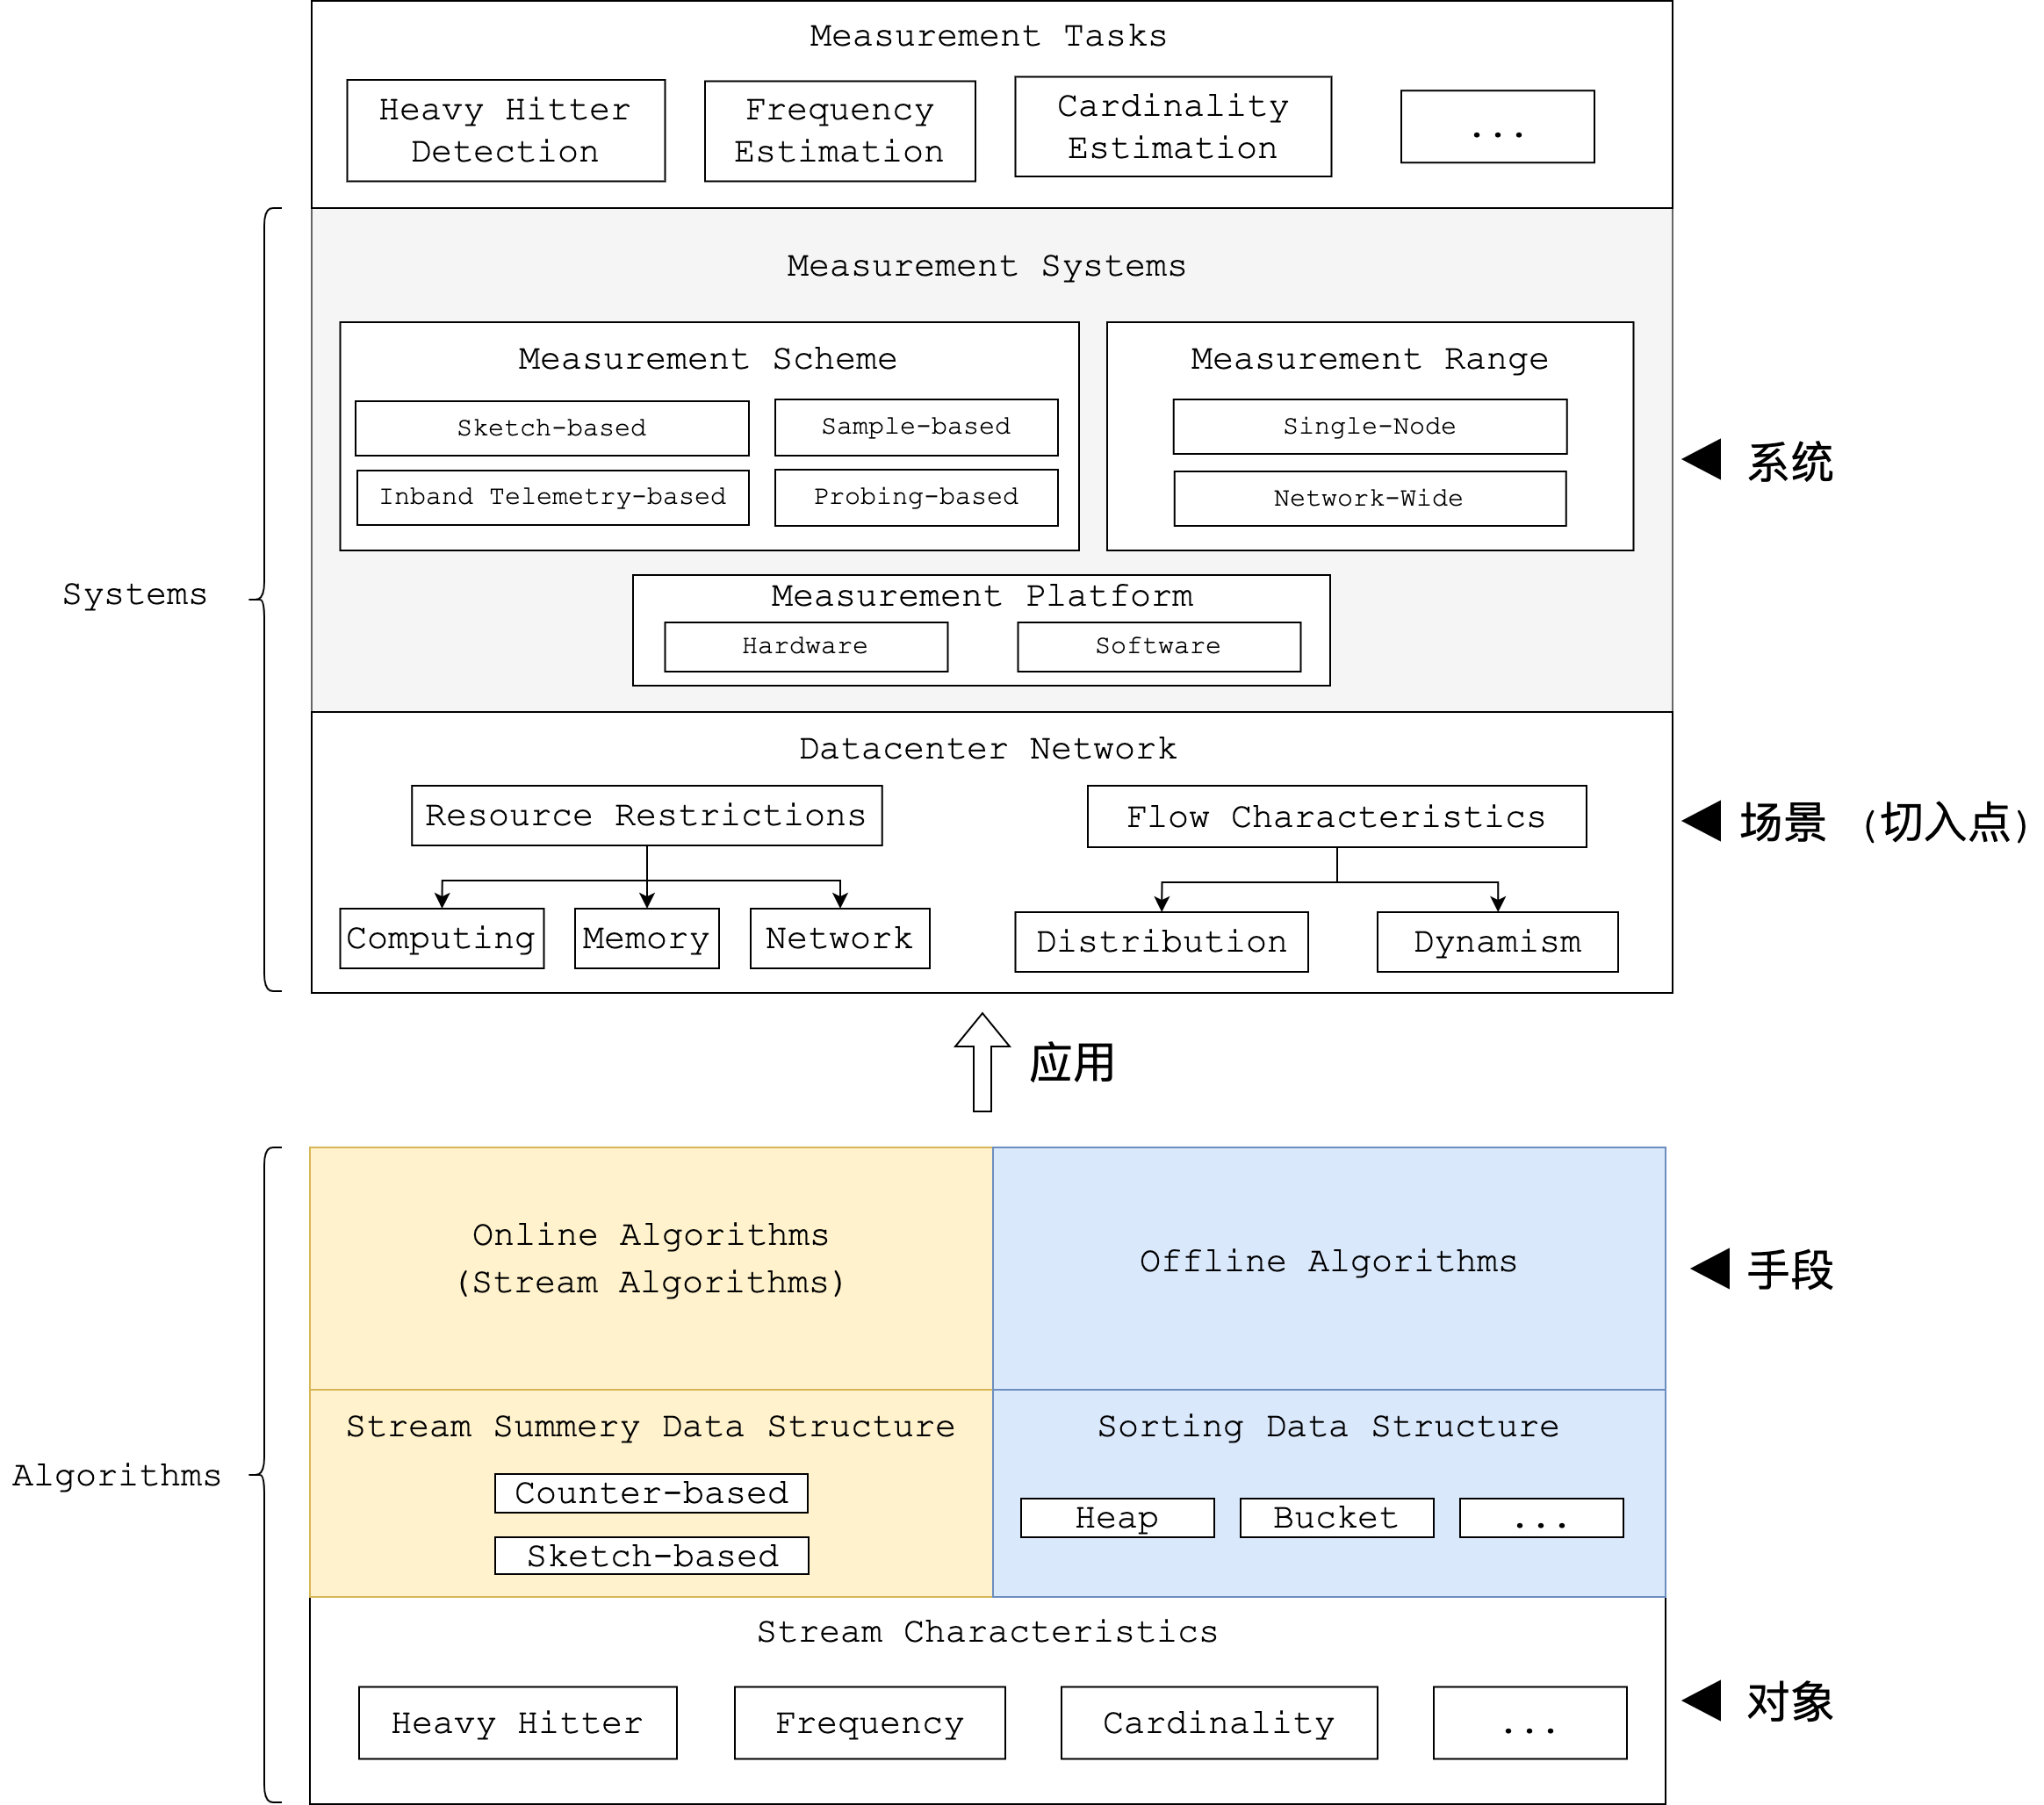 Measurement Tasks
Heavy Hitter
Detection
Frequency
Estimation
Cardinality
Estimation
...
Systems
Measurement Systems
Measurement Scheme
Sketch-based
Sample-based
Inband Telemetry-based
Probing-based
Measurement Range
Single-Node
Network-Wide
系统
Measurement Platform
Hardware
Software
Datacenter Network
Resource Restrictions
Computing
Memory
Network
Flow Characteristics
Distribution
Dynamism
场景 (切入点)
应用
Algorithms
Online Algorithms
(Stream Algorithms)
Offline Algorithms
手段
Stream Summery Data Structure
Counter-based
Sketch-based
Sorting Data Structure
Heap
Bucket
...
Stream Characteristics
Heavy Hitter
Frequency
Cardinality
...
对象